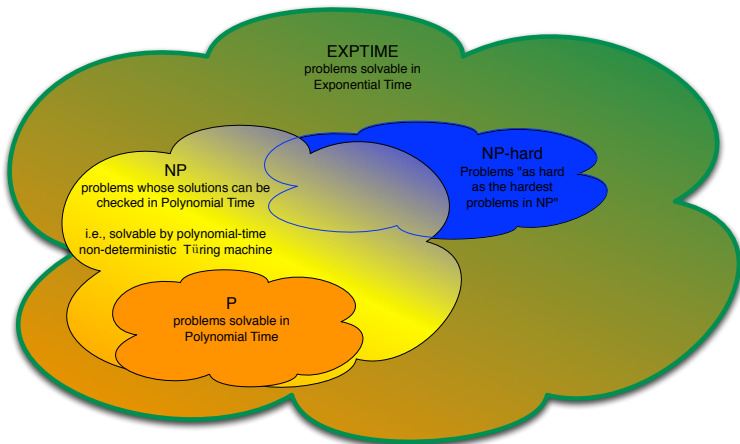 EXPTIME
problems solvable in
Exponential Time
NP
problems whose solutions can be
checked in Polynomial Time
i.e., solvable by polynomial-time
non-deterministic Türing machine
NP-hard
Problems "as hard
as the hardest
problems in NP"
P
problems solvable in
Polynomial Time